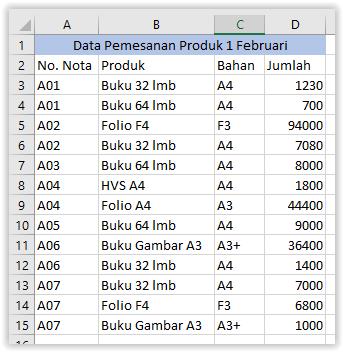 A B C D
1 Data Pemesanan Produk 1 Februari
2 No. Nota Produk Bahan Jumlah
3 A01 Buku 32 lmb A4 1230
4 A01 Buku 64 lmb A4 700
5 A02 Folio F4 F3 94000
6 A02 Buku 32 lmb A4 7080
7 A03 Buku 64 lmb A4 8000
8 A04 HVS A4 A4 1800
9 A04 Folio A4 A3 44400
10 A05 Buku 64 lmb A4 9000
11 A06 Buku Gambar A3 A3+ 36400
12 A06 Buku 32 lmb A4 1400
13 A07 Buku 32 lmb A4 7000
14 A07 Folio F4 F3 6800
15 A07 Buku Gambar A3 A3+ 1000